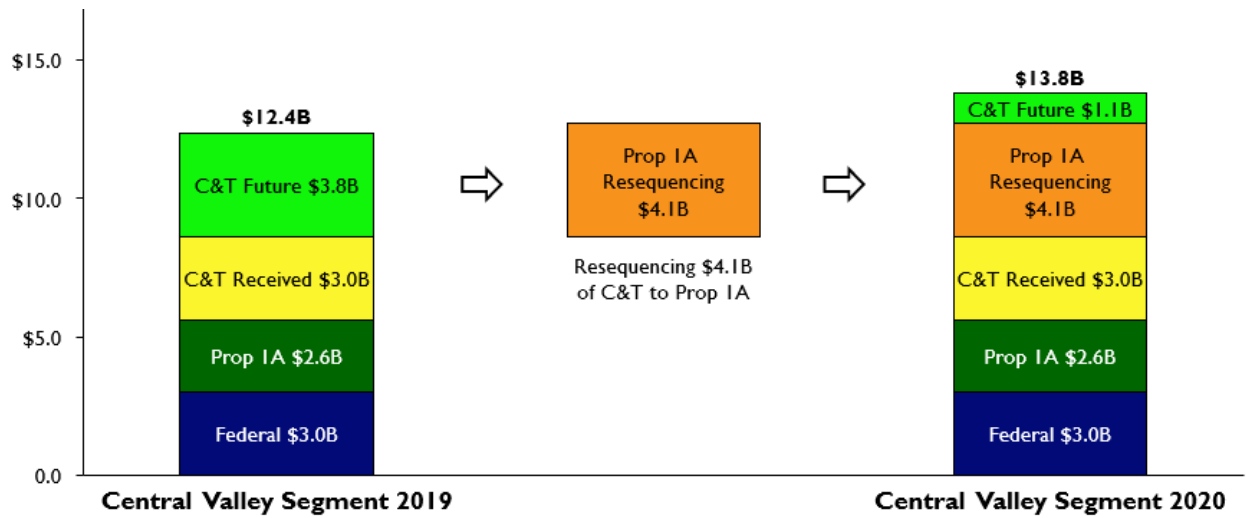 $15.0
$10.0
$5.0
0.0
$12.4B
C&T Future $3.8B
C&T Received $3.0B
Prop 1A $2.6B
Federal $3.0B
Central Valley Segment 2019
Prop 1A
Resequencing
$4.1B
Resequencing $4.1B
of C&T to Prop 1A
$13.8B
C&T Future $1.1B
Prop 1A
Resequencing
$4.1B
C&T Received $3.0B
Prop 1A $2.6B
Federal $3.0B
Central Valley Segment 2020